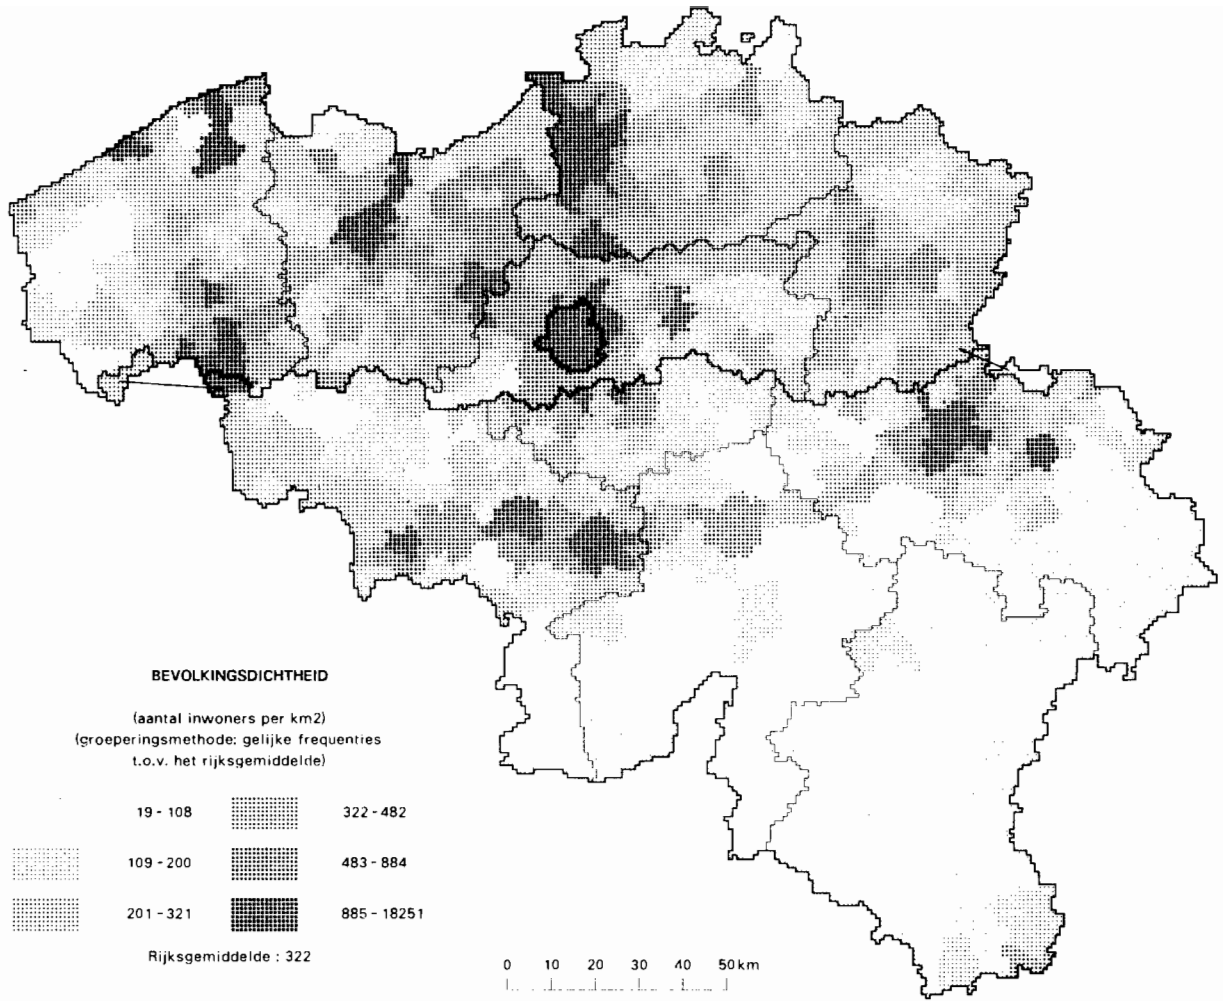 BEVOLKINGSDICHTHEID
(aantal inwoners per km2)
(groeperingsmethode: gelijke frequenties
t.o.v. het rijksgemiddelde)
19 - 108
322 - 482
109 - 200
483 - 884
201 - 321
885 - 18251
Rijksgemiddelde : 322
0 10 20 30 40 50km